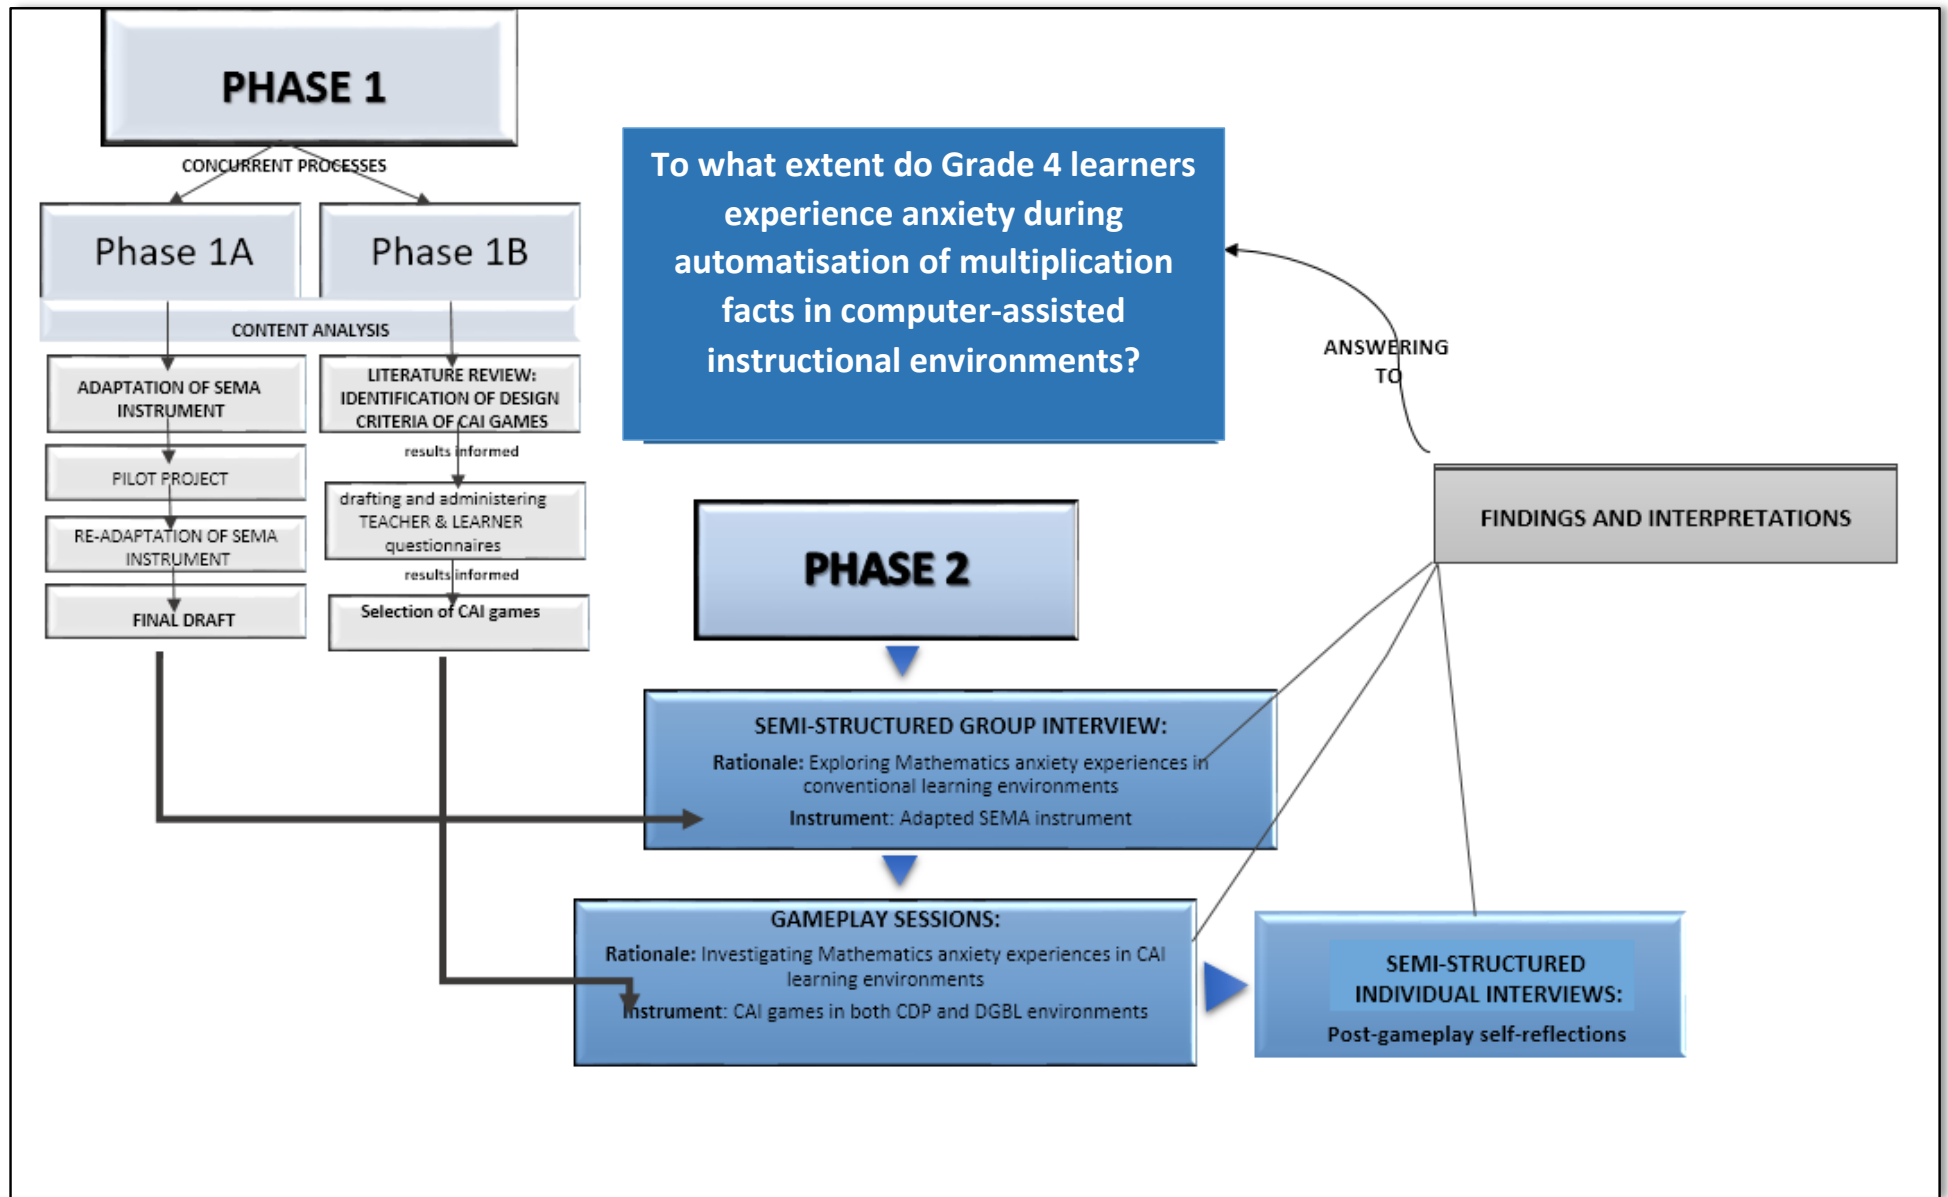 PHASE 1
CONCURRENT PROCESSES
Phase 1A
Phase 1B
CONTENT ANALYSIS
ADAPTATION OF SEMA
INSTRUMENT
PILOT PROJECT
RE-ADAPTATION OF SEMA
INSTRUMENT
FINAL DRAFT
LITERATURE REVIEW:
IDENTIFICATION OF DESIGN
CRITERIA OF CAI GAMES
results informed
drafting and administering
TEACHER & LEARNER
questionnaires
results informed
Selection of CAI games
To what extent do Grade 4 learners
experience anxiety during
automatisation of multiplication
facts in computer-assisted
instructional environments?
ANSWERING
TO
FINDINGS AND INTERPRETATIONS
PHASE 2
SEMI-STRUCTURED GROUP INTERVIEW:
Rationale: Exploring Mathematics anxiety experiences in
conventional learning environments
Instrument: Adapted SEMA instrument
GAMEPLAY SESSIONS:
Rationale: Investigating Mathematics anxiety experiences in CAI
learning environments
Instrument: CAI games in both CDP and DGBL environments
SEMI-STRUCTURED
INDIVIDUAL INTERVIEWS:
Post-gameplay self-reflections